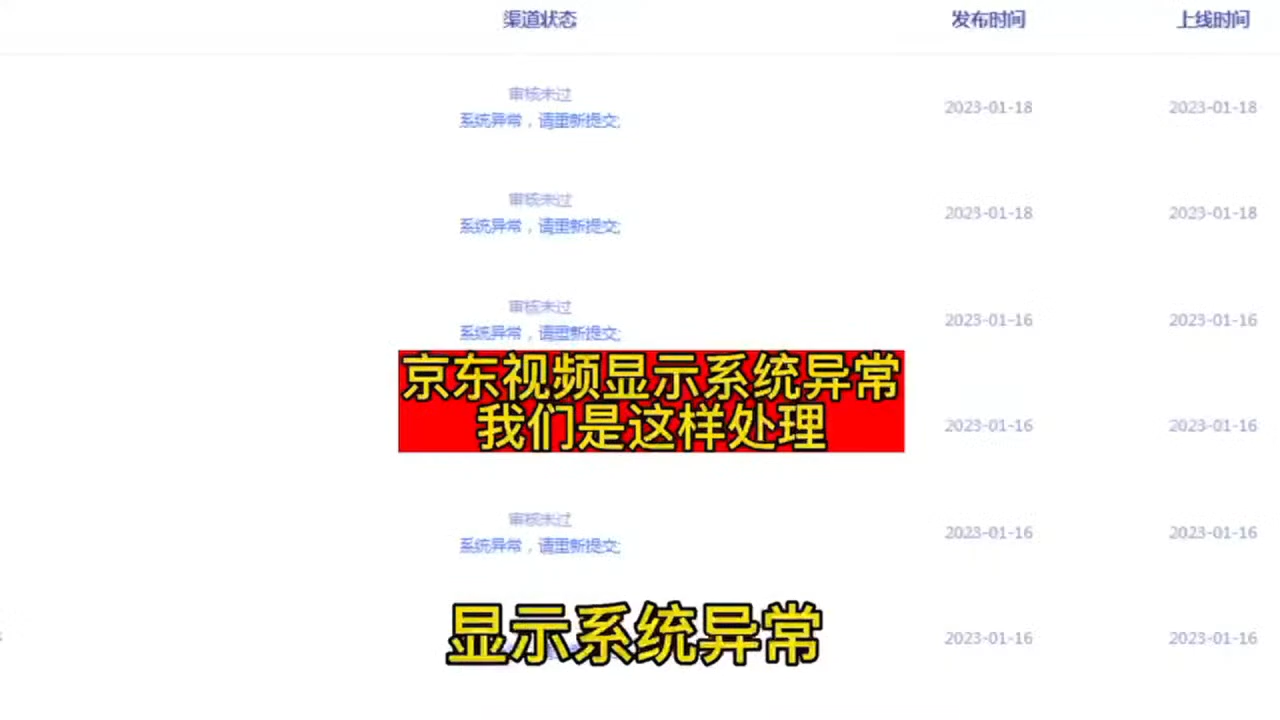 渠道状态 发布时间 上线时间
审核未过
系统异常，请重新提交; 2023-01-18 2023-01-18
审核未过
系统异常，请重新提交; 2023-01-18 2023-01-18
审核未过
系统异常，请重新提交; 2023-01-16 2023-01-16
京东视频显示系统异常
我们是这样处理
2023-01-16 2023-01-16
审核未过
系统异常，请重新提交; 2023-01-16 2023-01-16
显示系统异常
2023-01-16 2023-01-16